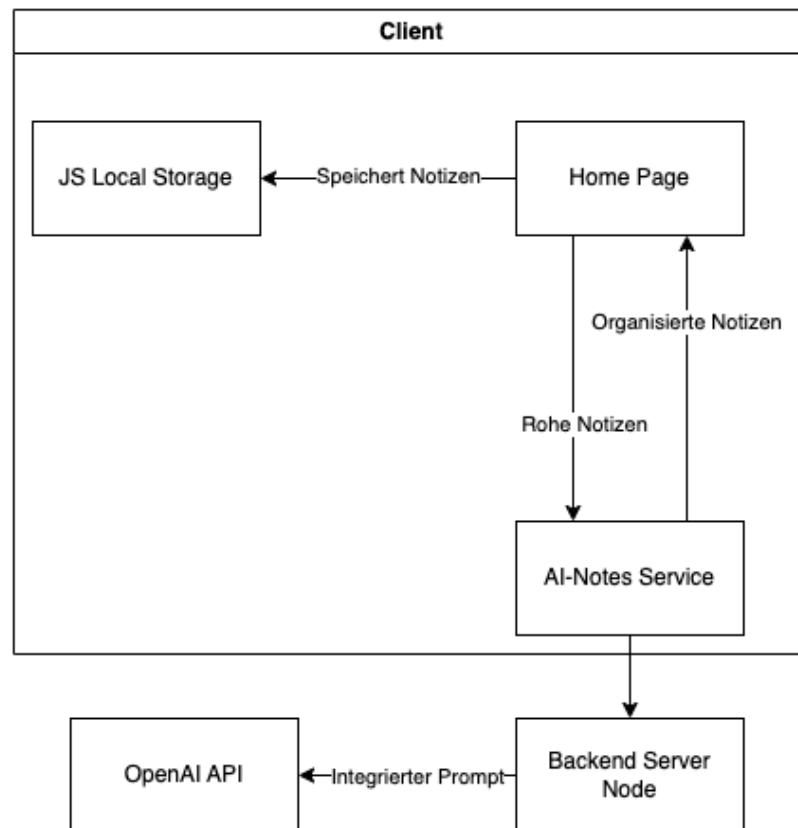 Client
JS Local Storage
Speichert Notizen
Home Page
Organisierte Notizen
Rohe Notizen
AI-Notes Service
OpenAI API
Integrierter Prompt
Backend Server
Node